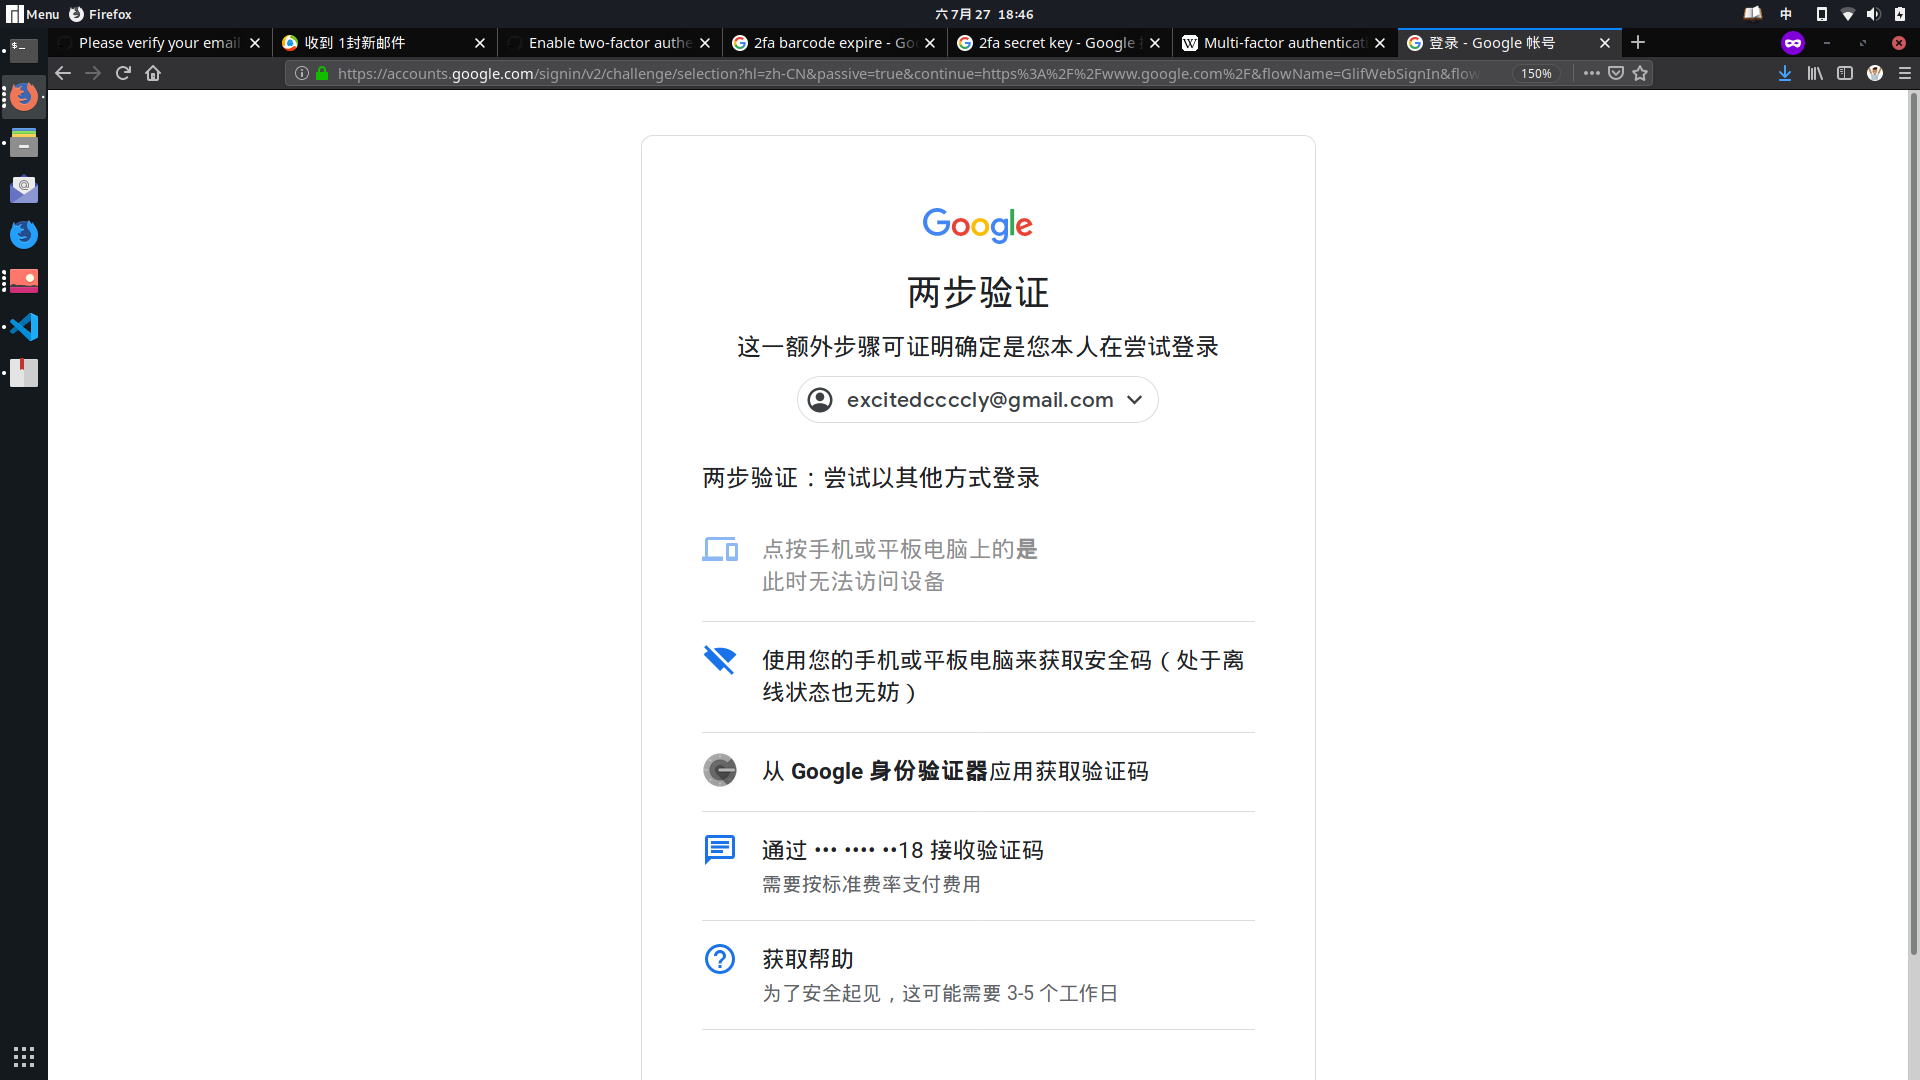 Menu Firefox 六 7月 27 18:46 中
Please verify your email
收到 1封新邮件
Enable two-factor authe
2fa barcode expire - Goo
2fa secret key - Google
Multi-factor authenticati
登录 - Google 帐号
https://accounts.google.com/signin/v2/challenge/selection?hl=zh-CN&passive=true&continue=https%3A%2F%2Fwww.google.com%2F&flowName=GlifWebSignIn&flow 150%
Google
两步验证
这一额外步骤可证明确定是您本人在尝试登录
excitedccccly@gmail.com
两步验证：尝试以其他方式登录
点按手机或平板电脑上的是
此时无法访问设备
使用您的手机或平板电脑来获取安全码（处于离
线状态也无妨）
从 Google 身份验证器应用获取验证码
通过 ••• •••• ••18 接收验证码
需要按标准费率支付费用
获取帮助
为了安全起见，这可能需要 3-5 个工作日